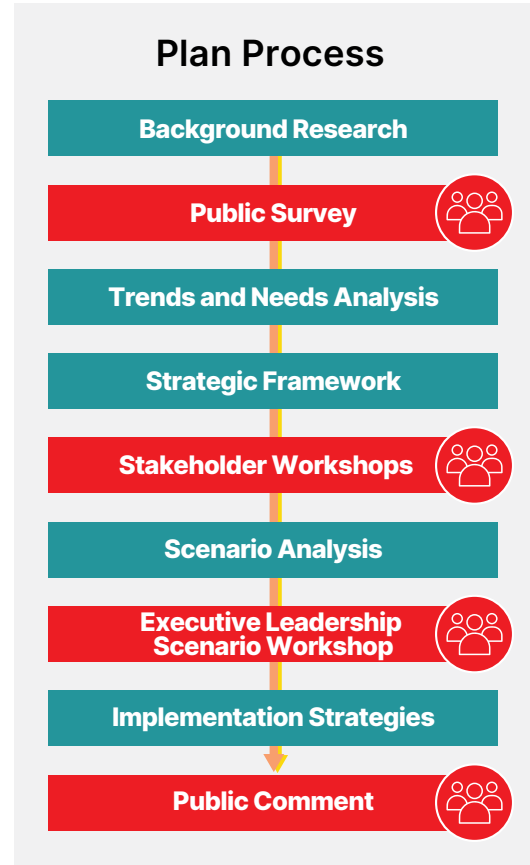 Plan Process
Background Research
Public Survey
Trends and Needs Analysis
Strategic Framework
Stakeholder Workshops
Scenario Analysis
Executive Leadership
Scenario Workshop
Implementation Strategies
Public Comment